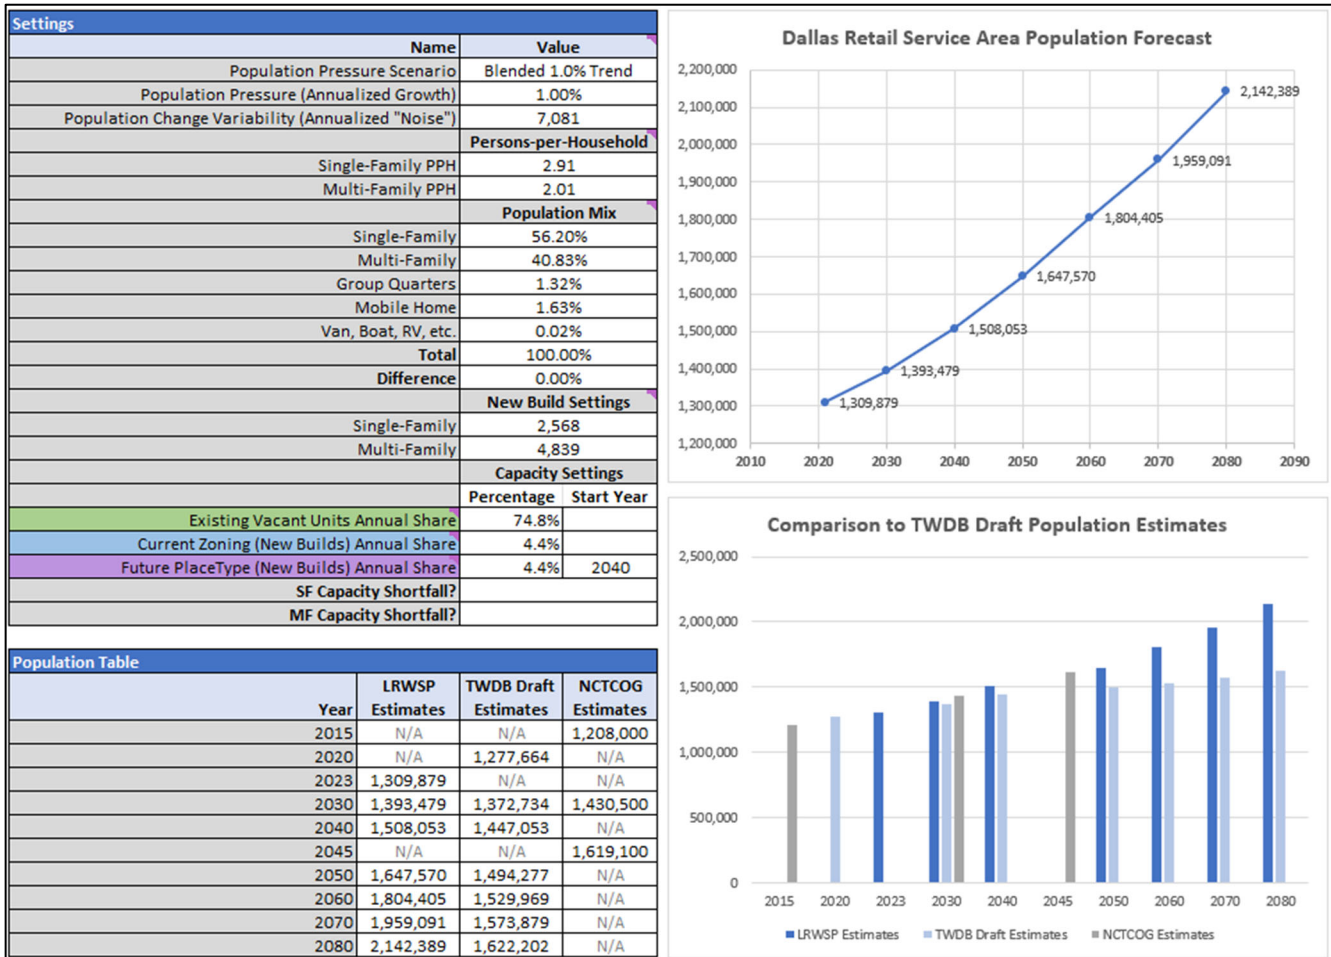 Settings
Name Value
Population Pressure Scenario Blended 1.0% Trend
Population Pressure (Annualized Growth) 1.00%
Population Change Variability (Annualized "Noise") 7,081
Persons-per-Household
Single-Family PPH 2.91
Multi-Family PPH 2.01
Population Mix
Single-Family 56.20%
Multi-Family 40.83%
Group Quarters 1.32%
Mobile Home 1.63%
Van, Boat, RV, etc. 0.02%
Total 100.00%
Difference 0.00%
New Build Settings
Single-Family 2,568
Multi-Family 4,839
Capacity Settings
Percentage Start Year
Existing Vacant Units Annual Share 74.8%
Current Zoning (New Builds) Annual Share 4.4%
Future PlaceType (New Builds) Annual Share 4.4% 2040
SF Capacity Shortfall?
MF Capacity Shortfall?
Population Table
LRWSP TWDB Draft NCTCOG
Year Estimates Estimates Estimates
2015 N/A N/A 1,208,000
2020 N/A 1,277,664 N/A
2023 1,309,879 N/A N/A
2030 1,393,479 1,372,734 1,430,500
2040 1,508,053 1,447,053 N/A
2045 N/A N/A 1,619,100
2050 1,647,570 1,494,277 N/A
2060 1,804,405 1,529,969 N/A
2070 1,959,091 1,573,879 N/A
2080 2,142,389 1,622,202 N/A
Dallas Retail Service Area Population Forecast
2,200,000
2,100,000 2,142,389
2,000,000
1,900,000 1,959,091
1,800,000 1,804,405
1,700,000
1,600,000 1,647,570
1,500,000 1,508,053
1,400,000 1,393,479
1,300,000 1,309,879
1,200,000
2010 2020 2030 2040 2050 2060 2070 2080 2090
Comparison to TWDB Draft Population Estimates
2,500,000
2,000,000
1,500,000
1,000,000
500,000
0
2015 2020 2023 2030 2040 2045 2050 2060 2070 2080
LRWSP Estimates TWDB Draft Estimates NCTCOG Estimates